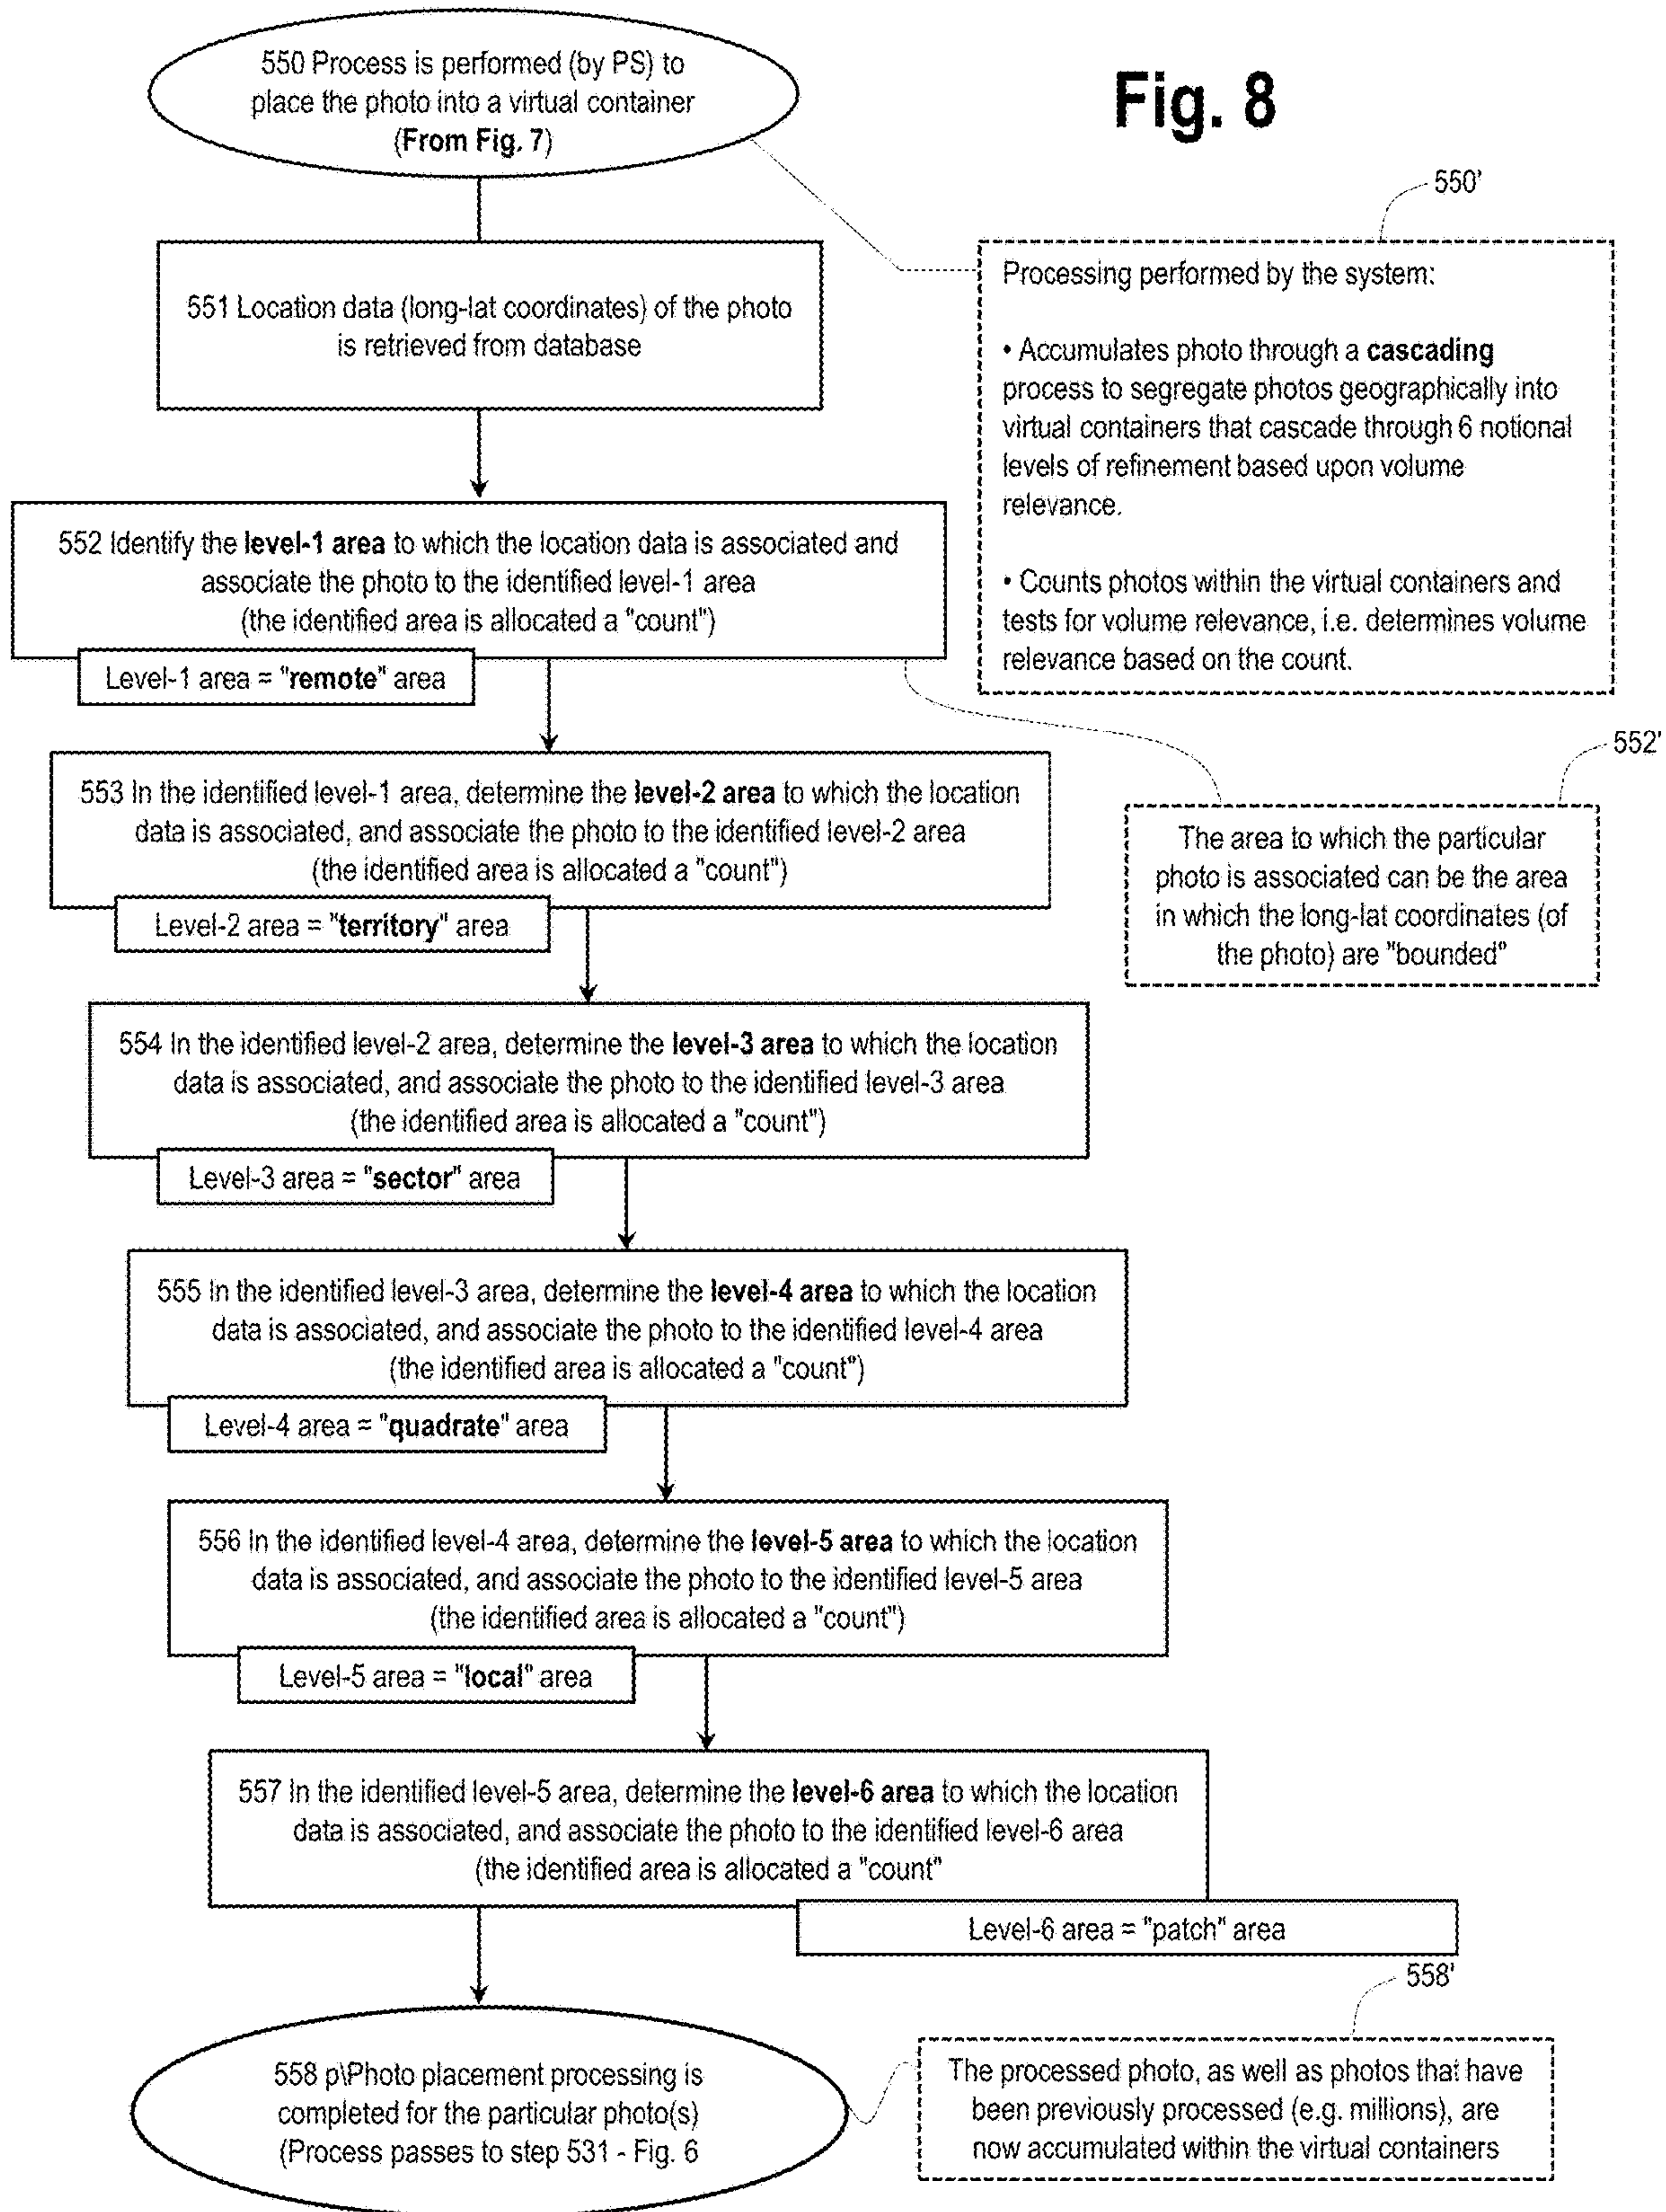 550 Process is performed (by PS) to
place the photo into a virtual container
(From Fig. 7)
Fig. 8
550'
551 Location data (long-lat coordinates) of the photo
is retrieved from database
Processing performed by the system:
• Accumulates photo through a cascading
process to segregate photos geographically into
virtual containers that cascade through 6 notional
levels of refinement based upon volume
relevance.
• Counts photos within the virtual containers and
tests for volume relevance, i.e. determines volume
relevance based on the count.
552 Identify the level-1 area to which the location data is associated and
associate the photo to the identified level-1 area
(the identified area is allocated a "count")
Level-1 area = "remote" area
552'
The area to which the particular
photo is associated can be the area
in which the long-lat coordinates (of
the photo) are "bounded"
553 In the identified level-1 area, determine the level-2 area to which the location
data is associated, and associate the photo to the identified level-2 area
(the identified area is allocated a "count")
Level-2 area = "territory" area
554 In the identified level-2 area, determine the level-3 area to which the location
data is associated, and associate the photo to the identified level-3 area
(the identified area is allocated a "count")
Level-3 area = "sector" area
555 In the identified level-3 area, determine the level-4 area to which the location
data is associated, and associate the photo to the identified level-4 area
(the identified area is allocated a "count")
Level-4 area = "quadrate" area
556 In the identified level-4 area, determine the level-5 area to which the location
data is associated, and associate the photo to the identified level-5 area
(the identified area is allocated a "count")
Level-5 area = "local" area
557 In the identified level-5 area, determine the level-6 area to which the location
data is associated, and associate the photo to the identified level-6 area
(the identified area is allocated a "count"
Level-6 area = "patch" area
558 p\Photo placement processing is
completed for the particular photo(s)
(Process passes to step 531 - Fig. 6
558'
The processed photo, as well as photos that have
been previously processed (e.g. millions), are
now accumulated within the virtual containers